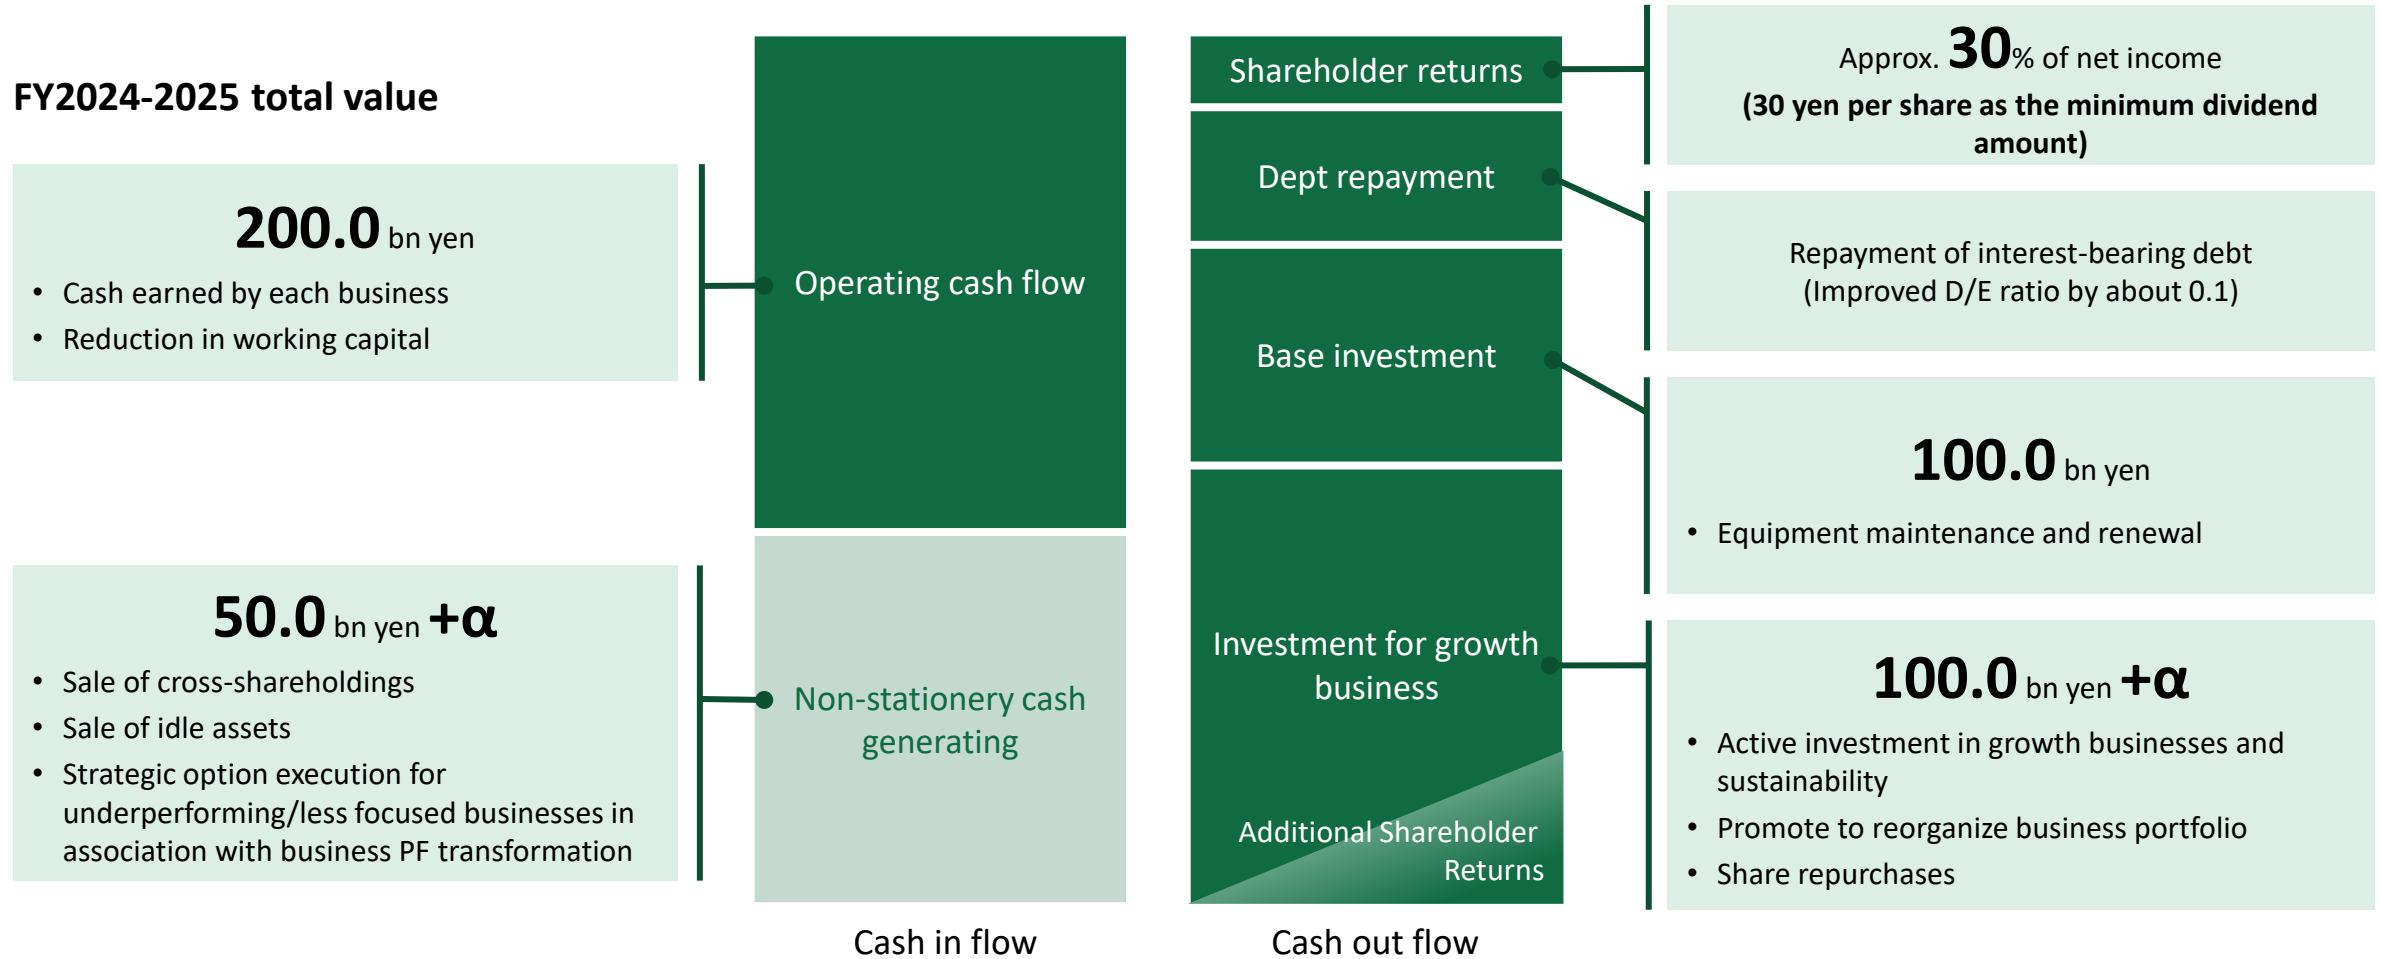 FY2024-2025 total value
200.0 bn yen
• Cash earned by each business
• Reduction in working capital
50.0 bn yen +α
• Sale of cross-shareholdings
• Sale of idle assets
• Strategic option execution for
underperforming/less focused businesses in
association with business PF transformation
Operating cash flow
Non-stationery cash
generating
Cash in flow
Shareholder returns
Dept repayment
Base investment
Investment for growth
business
Additional Shareholder
Returns
Cash out flow
Approx. 30% of net income
(30 yen per share as the minimum dividend
amount)
Repayment of interest-bearing debt
(Improved D/E ratio by about 0.1)
100.0 bn yen
• Equipment maintenance and renewal
100.0 bn yen +α
• Active investment in growth businesses and
sustainability
• Promote to reorganize business portfolio
• Share repurchases